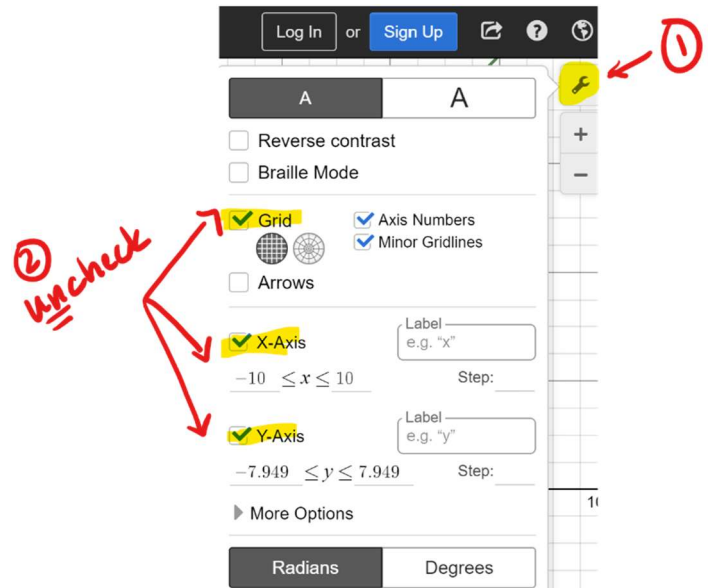 Log In or Sign Up
①
A A
Reverse contrast
Braille Mode
Grid Axis Numbers
Minor Gridlines
② uncheck
Arrows
Label
X-Axis e.g. “x”
−10 ≤ x ≤ 10 Step:
Label
Y-Axis e.g. “y”
−7.949 ≤ y ≤ 7.949 Step:
More Options
Radians Degrees